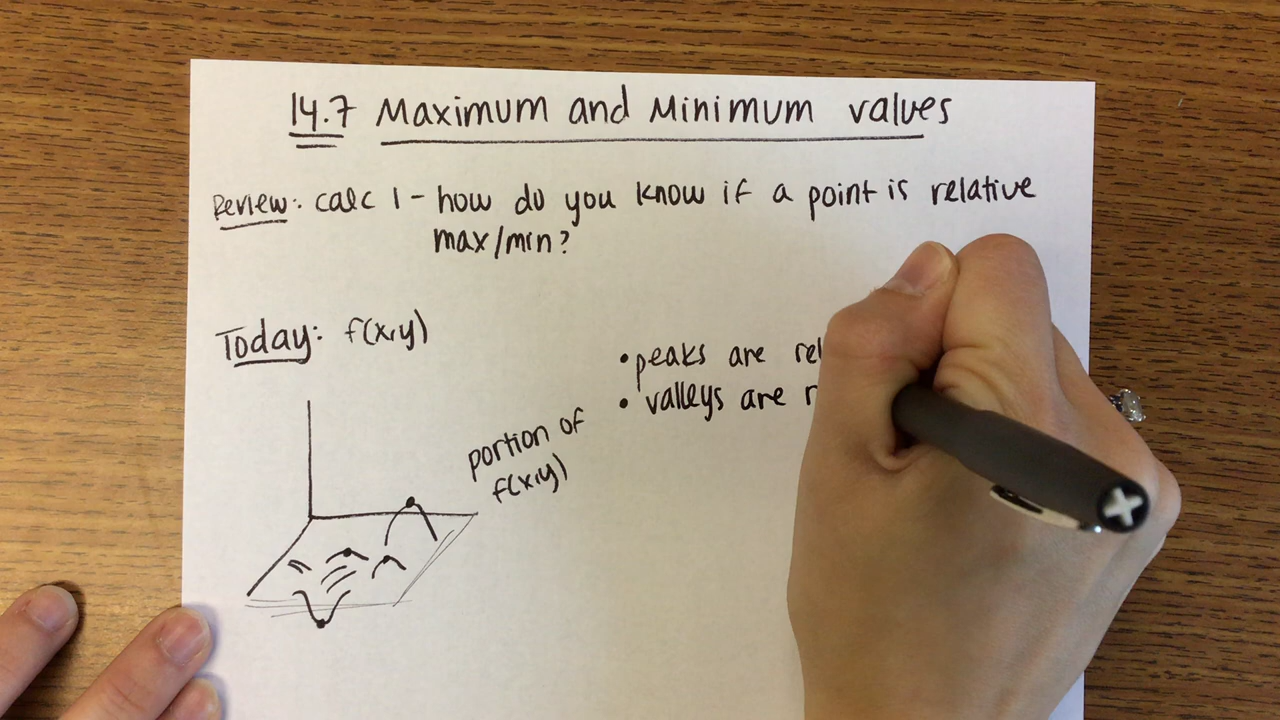 14.7 Maximum and Minimum values
Review: calc 1 - how do you know if a point is relative
max/min?
Today: f(x,y)
• peaks are
• valleys are
portion of
f(x,y)